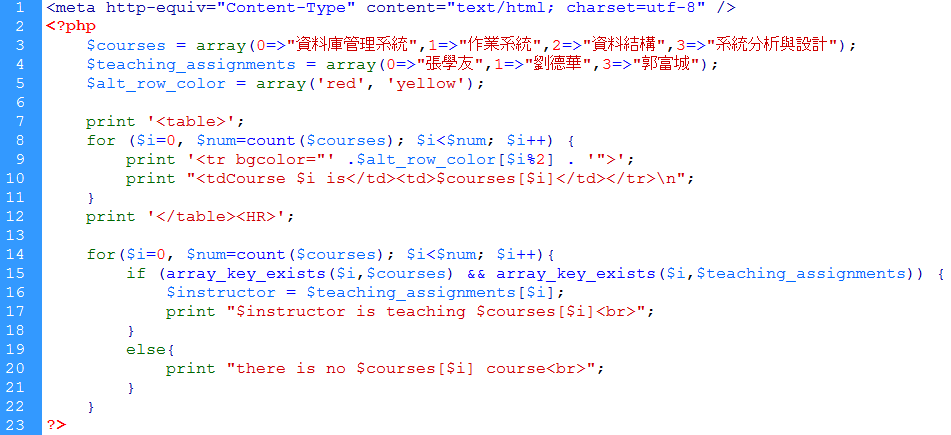 1 <meta http-equiv="Content-Type" content="text/html; charset=utf-8" />
2 <?php
3 $courses = array(0=>"資料庫管理系統",1=>"作業系統",2=>"資料結構",3=>"系統分析與設計");
4 $teaching_assignments = array(0=>"張學友",1=>"劉德華",3=>"郭富城");
5 $alt_row_color = array('red', 'yellow');
6
7 print '<table>';
8 for ($i=0, $num=count($courses); $i<$num; $i++) {
9 print '<tr bgcolor="' .$alt_row_color[$i%2] . '">';
10 print "<tdCourse $i is</td><td>$courses[$i]</td></tr>\n";
11 }
12 print '</table><HR>';
13
14 for($i=0, $num=count($courses); $i<$num; $i++){
15 if (array_key_exists($i,$courses) && array_key_exists($i,$teaching_assignments)) {
16 $instructor = $teaching_assignments[$i];
17 print "$instructor is teaching $courses[$i]<br>";
18 }
19 else{
20 print "there is no $courses[$i] course<br>";
21 }
22 }
23 ?>